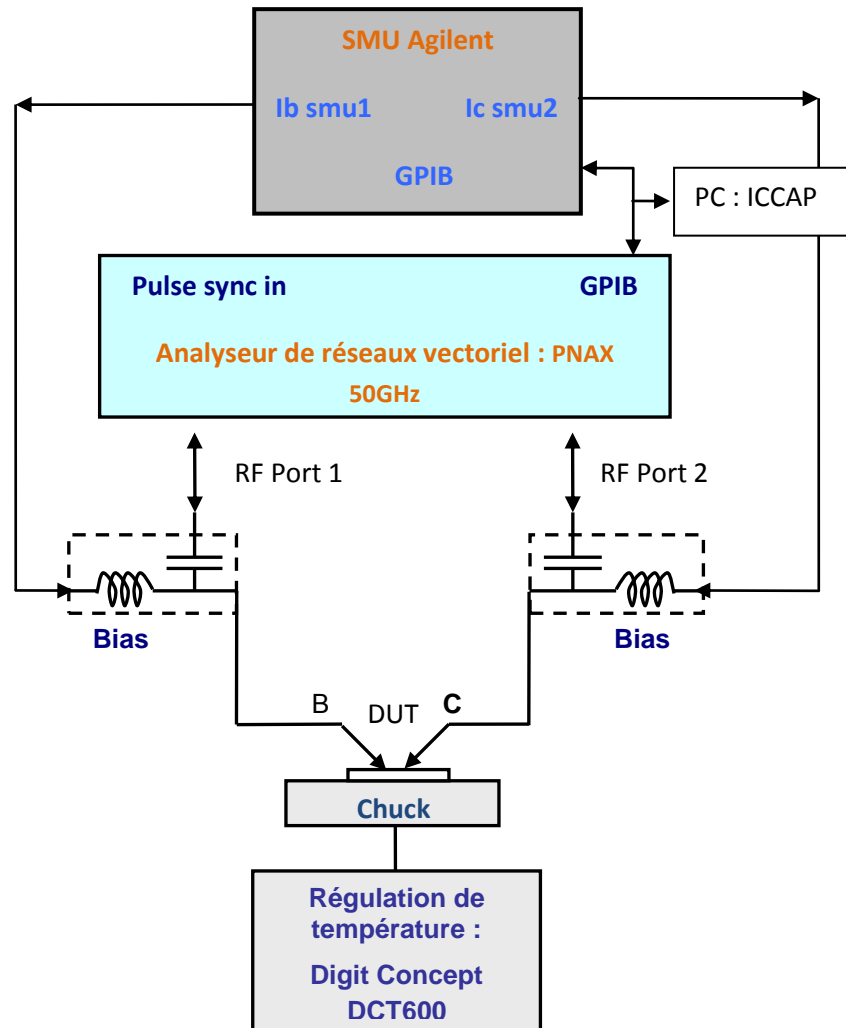 SMU Agilent
Ib smu1 Ic smu2
GPIB
PC : ICCAP
Pulse sync in GPIB
Analyseur de réseaux vectoriel : PNAX
50GHz
RF Port 1 RF Port 2
Bias Bias
B DUT C
Chuck
Régulation de
température :
Digit Concept
DCT600